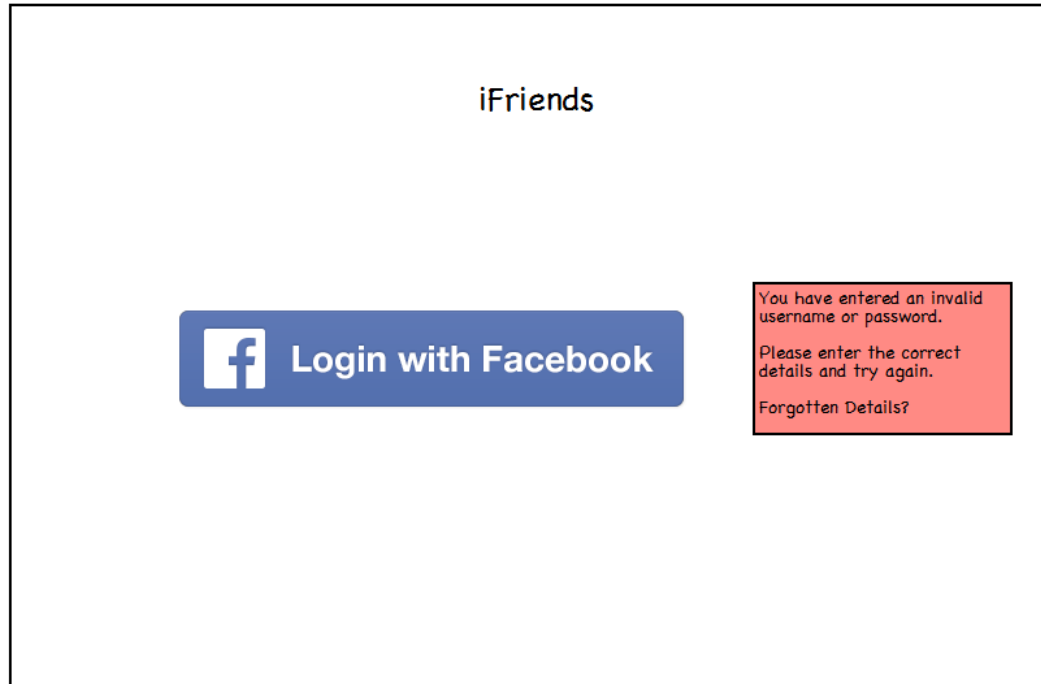 iFriends
Login with Facebook
You have entered an invalid
username or password.
Please enter the correct
details and try again.
Forgotten Details?